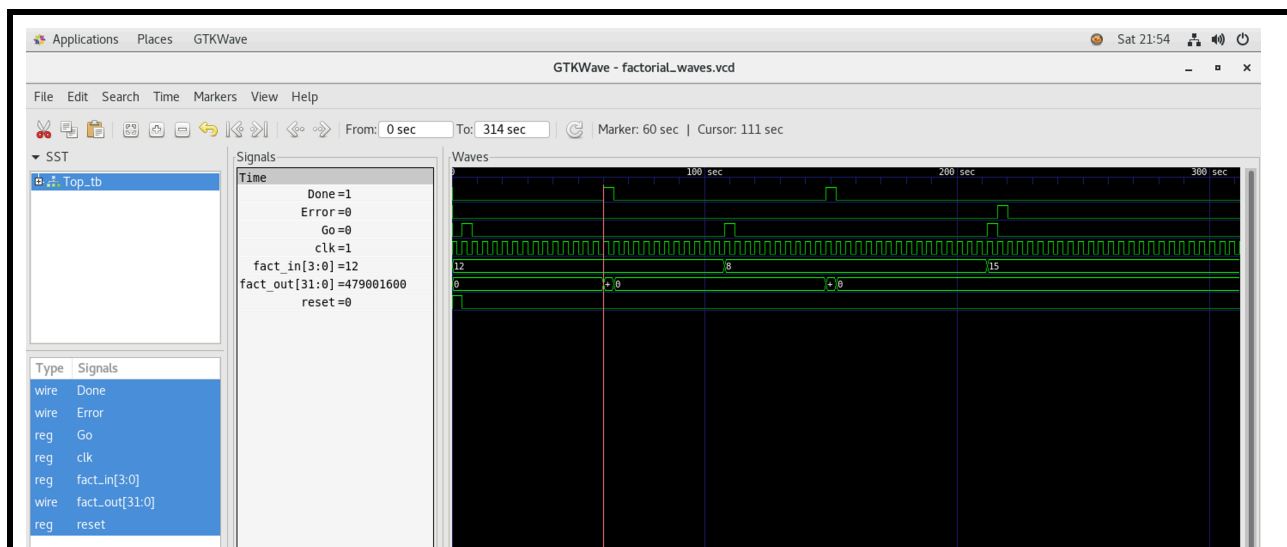 Applications Places GTKWave Sat 21:54
GTKWave - factorial_waves.vcd
File Edit Search Time Markers View Help
From: 0 sec To: 314 sec Marker: 60 sec | Cursor: 111 sec
SST
Top_tb
Type Signals
wire Done
wire Error
reg Go
reg clk
reg fact_in[3:0]
wire fact_out[31:0]
reg reset
Signals
Time
Done=1
Error=0
Go=0
clk=1
fact_in[3:0]=12
fact_out[31:0]=479001600
reset=0
Waves
0 100 sec 200 sec 300 sec
12 8 15
0 + 0 + 0